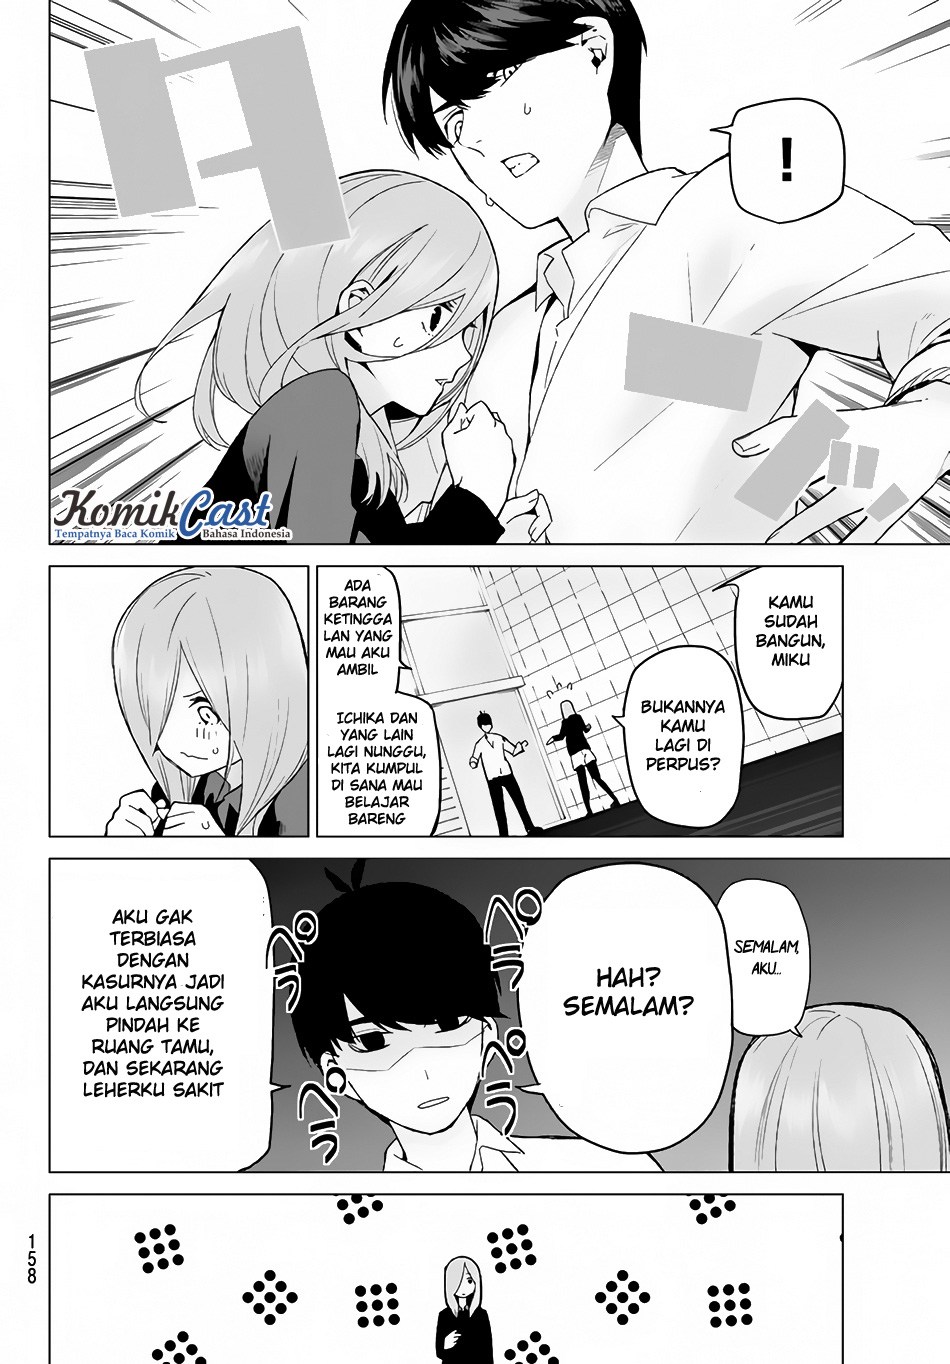 !
KomikCast
Tempatnya Baca Komik Bahasa Indonesia
KAMU
SUDAH
BANGUN,
MIKU
BUKANNYA
KAMU
LAGI DI
PERPUS?
ADA
BARANG
KETINGGA
LAN YANG
MAU AKU
AMBIL
ICHIKA DAN
YANG LAIN
LAGI NUNGGU,
KITA KUMPUL
DI SANA MAU
BELAJAR
BARENG
SEMALAM,
AKU..
HAH?
SEMALAM?
AKU GAK
TERBIASA
DENGAN
KASURNYA JADI
AKU LANGSUNG
PINDAH KE
RUANG TAMU,
DAN SEKARANG
LEHERKU SAKIT
158